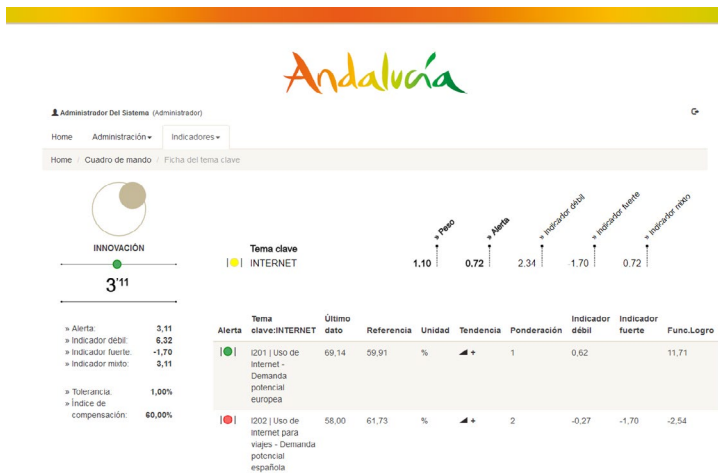 Andalucía
Administrador Del Sistema (Administrador)
Home Administración Indicadores
Home / Cuadro de mando / Ficha del tema clave
» Peso
» Alerta
» Indicador débil
» Indicador fuerte
» Indicador mixto
INNOVACIÓN
3'11
Tema clave
INTERNET 1.10 0.72 2.34 -1.70 0.72
» Alerta: 3,11
» Indicador débil: 6,32
» Indicador fuerte: -1,70
» Indicador mixto: 3,11
» Tolerancia: 1,00%
» Índice de
compensación: 60,00%
Tema Último Indicador Indicador
Alerta clave:INTERNET dato Referencia Unidad Tendencia Ponderación débil fuerte Func.Logro
I201 | Uso de 69,14 59,91 % + 1 0,62 11,71
Internet -
Demanda
potencial
europea
I202 | Uso de 58,00 61,73 % + 2 -0,27 -1,70 -2,54
Internet para
viajes - Demanda
potencial
española